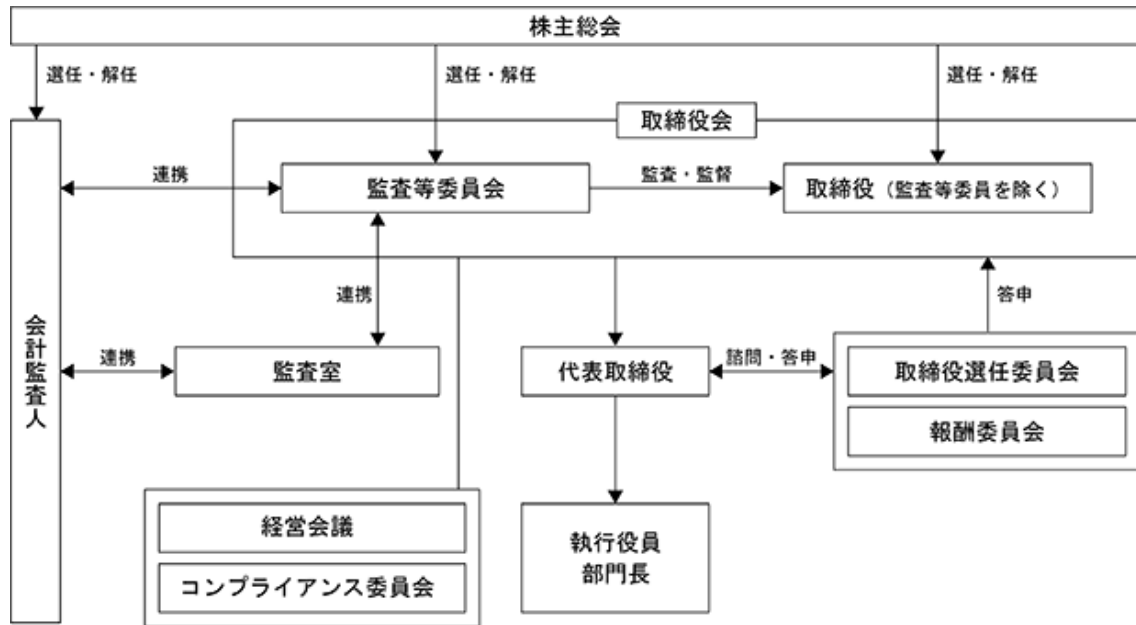 株主総会
選任・解任
選任・解任
選任・解任
取締役会
連携
監査等委員会
監査・監督
取締役（監査等委員を除く）
連携
答申
会計監査人
連携
監査室
代表取締役
諮問・答申
取締役選任委員会
報酬委員会
経営会議
コンプライアンス委員会
執行役員
部門長